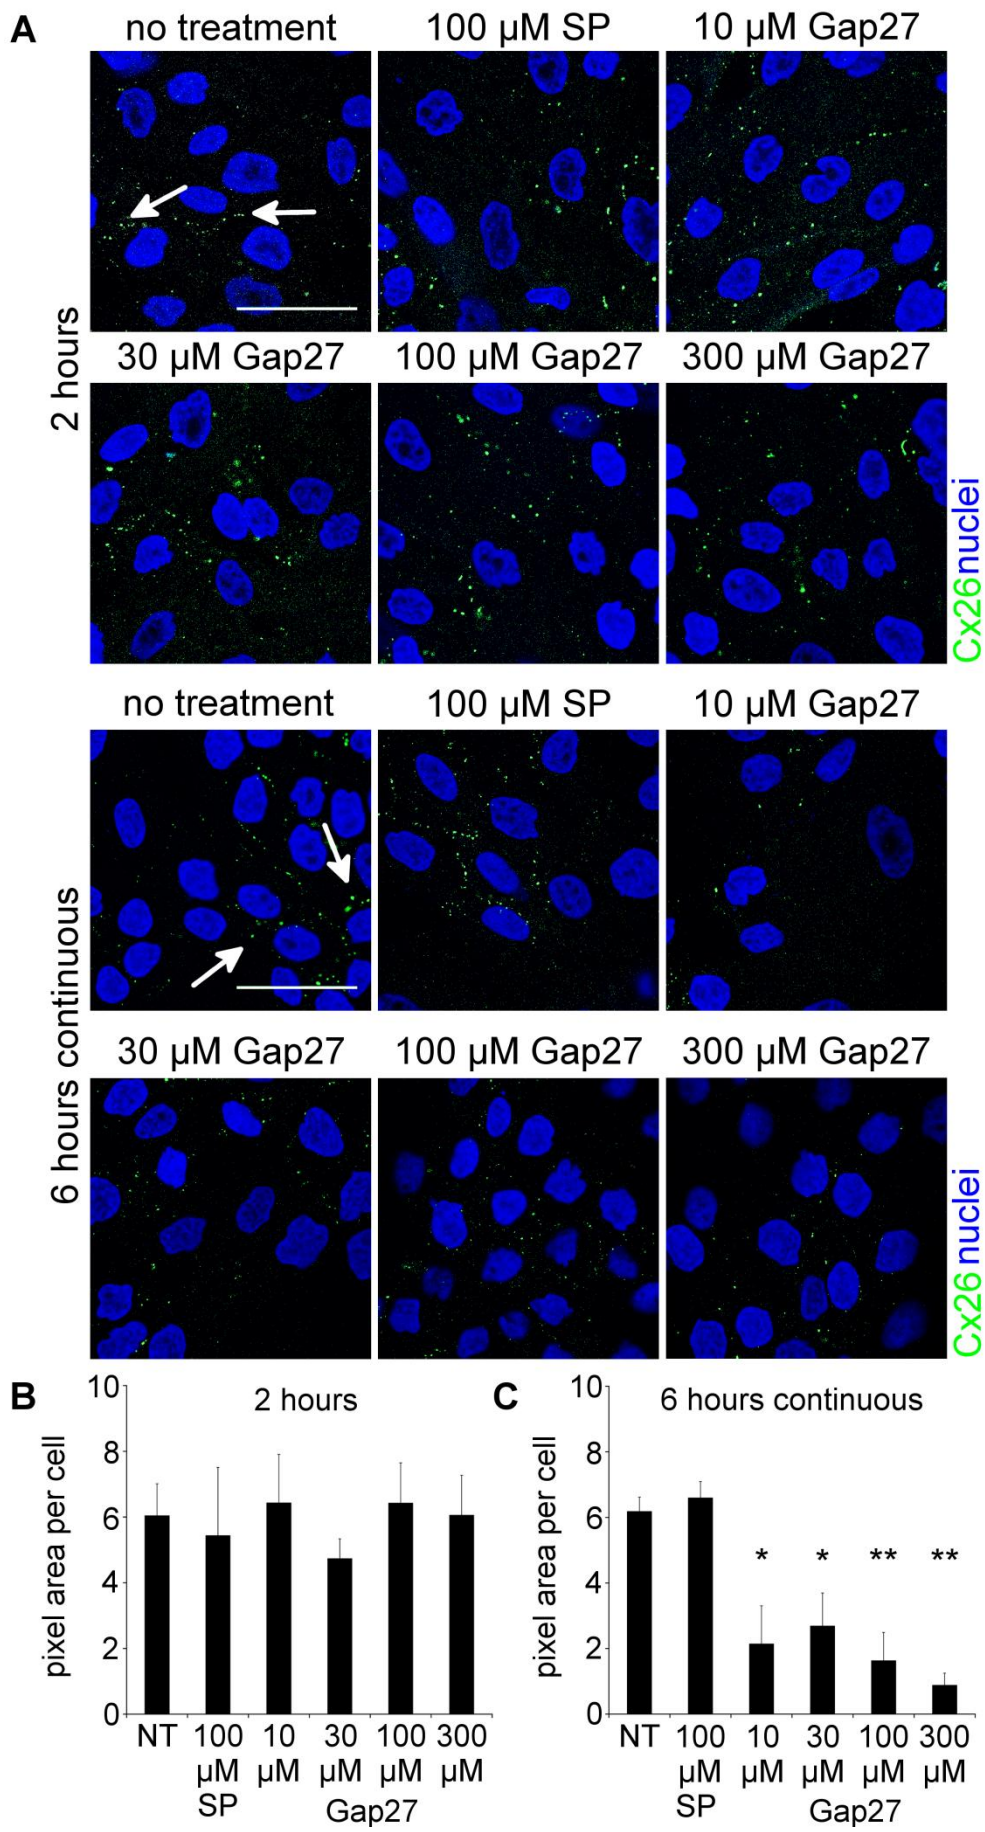 A
no treatment
100 µM SP
10 µM Gap27
2 hours
30 µM Gap27
100 µM Gap27
300 µM Gap27
Cx26 nuclei
no treatment
100 µM SP
10 µM Gap27
6 hours continuous
30 µM Gap27
100 µM Gap27
300 µM Gap27
Cx26 nuclei
B
2 hours
pixel area per cell
10
8
6
4
2
0
NT
100 µM SP
10 µM
30 µM
100 µM
300 µM
Gap27
C
6 hours continuous
pixel area per cell
10
8
6
4
2
0
*
*
**
**
NT
100 µM SP
10 µM
30 µM
100 µM
300 µM
Gap27